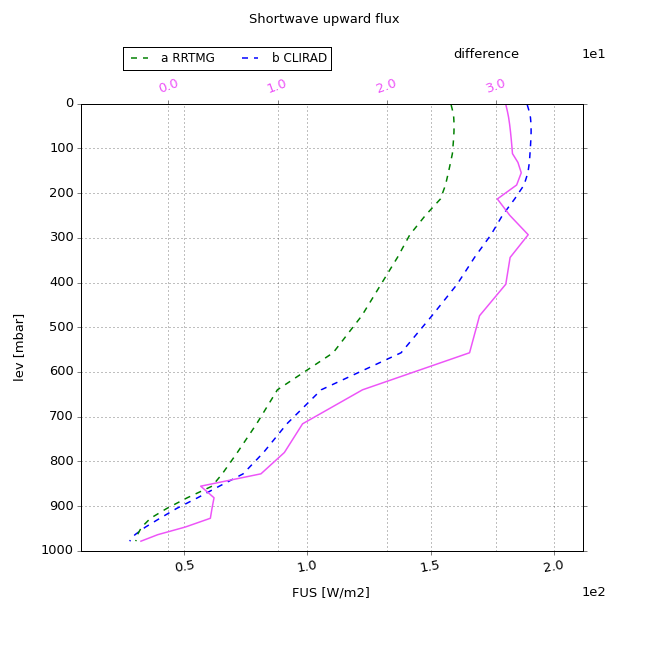 Shortwave upward flux
a RRTMG b CLIRAD difference 1e1
0.0 1.0 2.0 3.0
0
100
200
300
400
500
600
700
800
900
1000
lev [mbar]
0.5 1.0 1.5 2.0
FUS [W/m2] 1e2